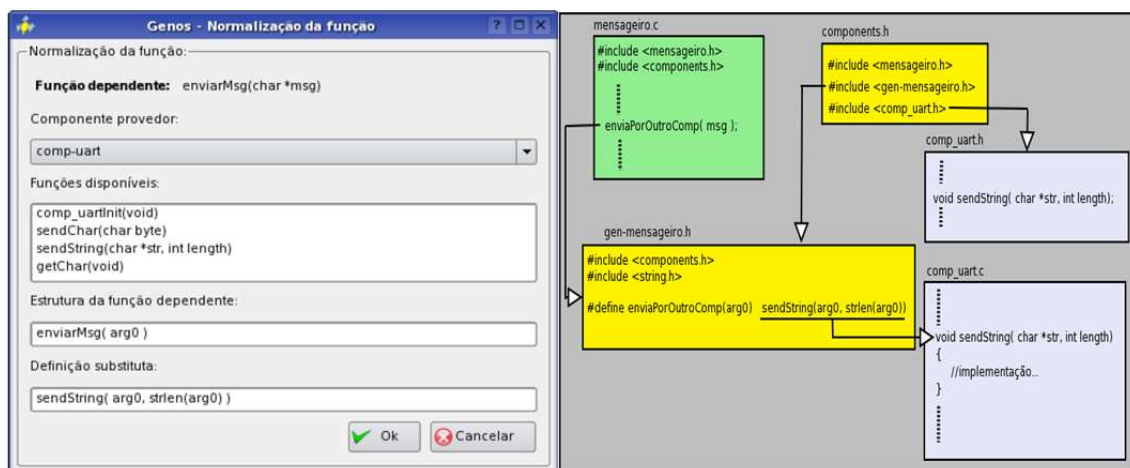 Genos - Normalização da função
Normalização da função:
Função dependente: enviarMsg(char *msg)
Componente provedor:
comp-uart
Funções disponíveis:
comp_uartInit(void)
sendChar(char byte)
sendString(char *str, int length)
getChar(void)
Estrutura da função dependente:
enviarMsg( arg0 )
Definição substituta:
sendString( arg0, strlen(arg0) )
Ok
Cancelar
mensageiro.c
#include <mensageiro.h>
#include <components.h>
enviaPorOutroComp( msg );
components.h
#include <mensageiro.h>
#include <gen-mensageiro.h>
#include <comp_uart.h>
comp_uart.h
void sendString( char *str, int length);
gen-mensageiro.h
#include <components.h>
#include <string.h>
#define enviaPorOutroComp(arg0) sendString(arg0, strlen(arg0))
comp_uart.c
void sendString( char *str, int length)
{
//implementação...
}